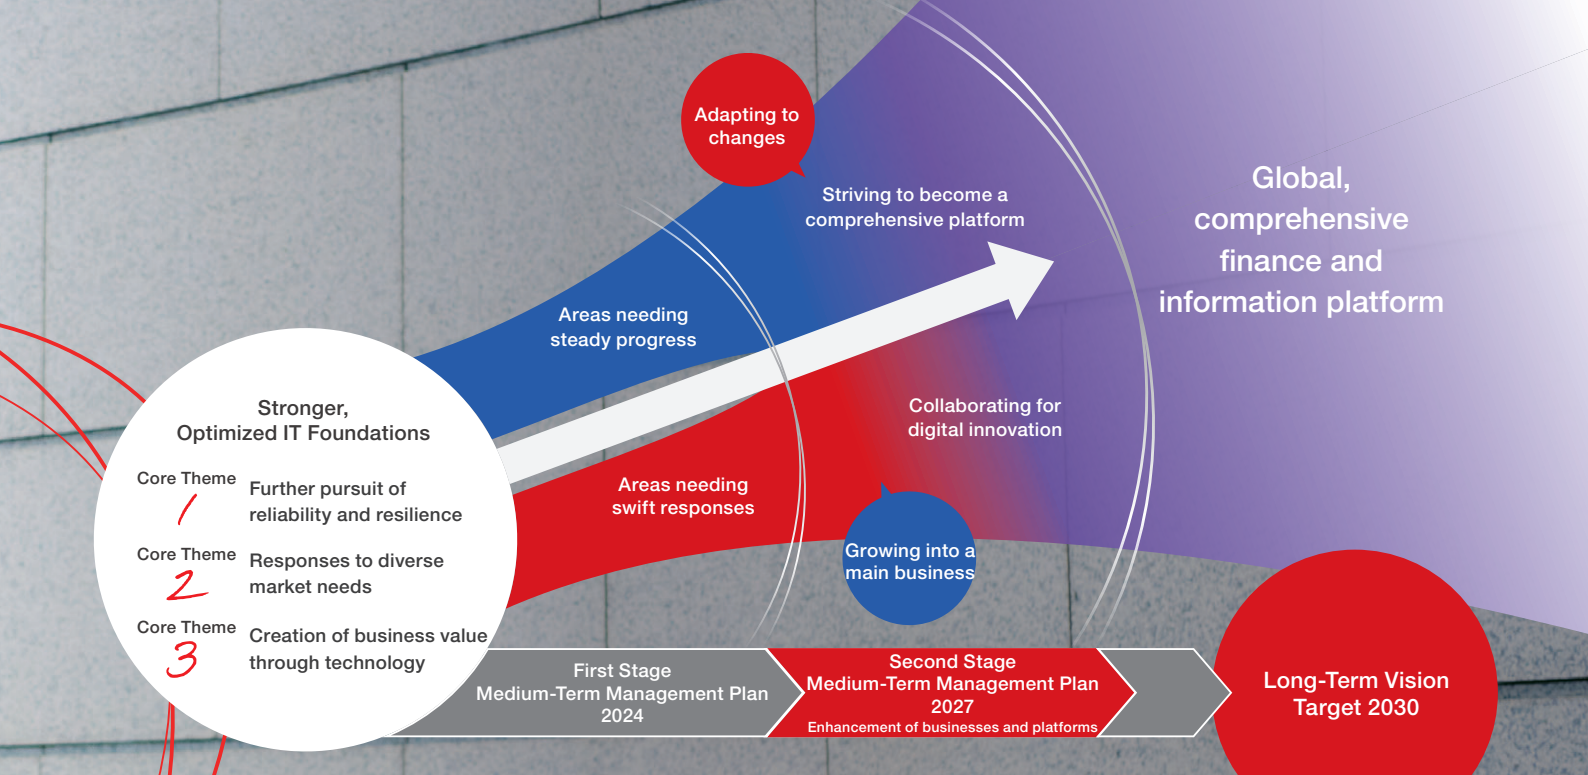 Adapting to
changes
Striving to become a
comprehensive platform
Global,
comprehensive
finance and
information platform
Areas needing
steady progress
Stronger,
Optimized IT Foundations
Core Theme
1
Further pursuit of
reliability and resilience
Core Theme
2
Responses to diverse
market needs
Core Theme
3
Creation of business value
through technology
Collaborating for
digital innovation
Areas needing
swift responses
Growing into a
main business
First Stage
Medium-Term Management Plan
2024
Second Stage
Medium-Term Management Plan
2027
Enhancement of businesses and platforms
Long-Term Vision
Target 2030